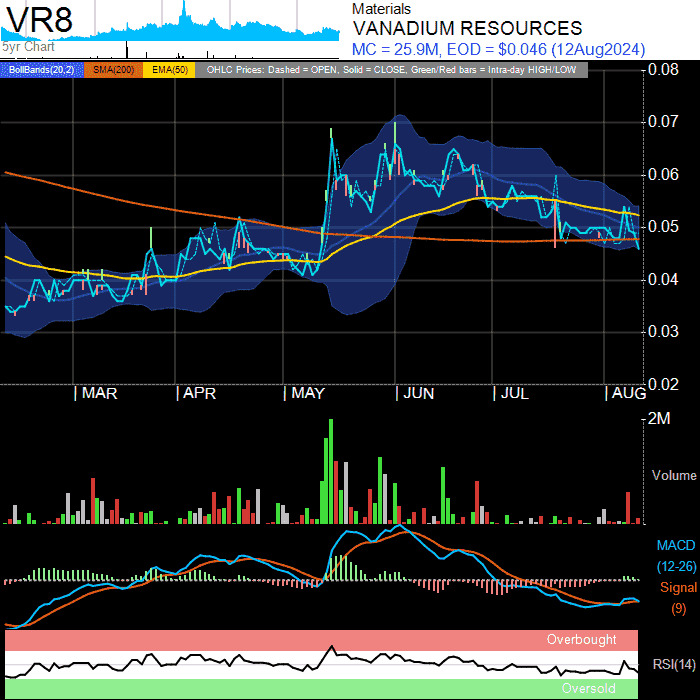 VR8
5yr Chart
Materials
VANADIUM RESOURCES
MC = 25.9M, EOD = $0.046 (12Aug2024)
BollBands(20,2) SMA(200) EMA(50) OHLC Prices: Dashed = OPEN, Solid = CLOSE, Green/Red bars = Intra-day HIGH/LOW
0.08
0.07
0.06
0.05
0.04
0.03
0.02
MAR APR MAY JUN JUL AUG
2M
Volume
MACD
(12-26)
Signal
(9)
Overbought
RSI(14)
Oversold